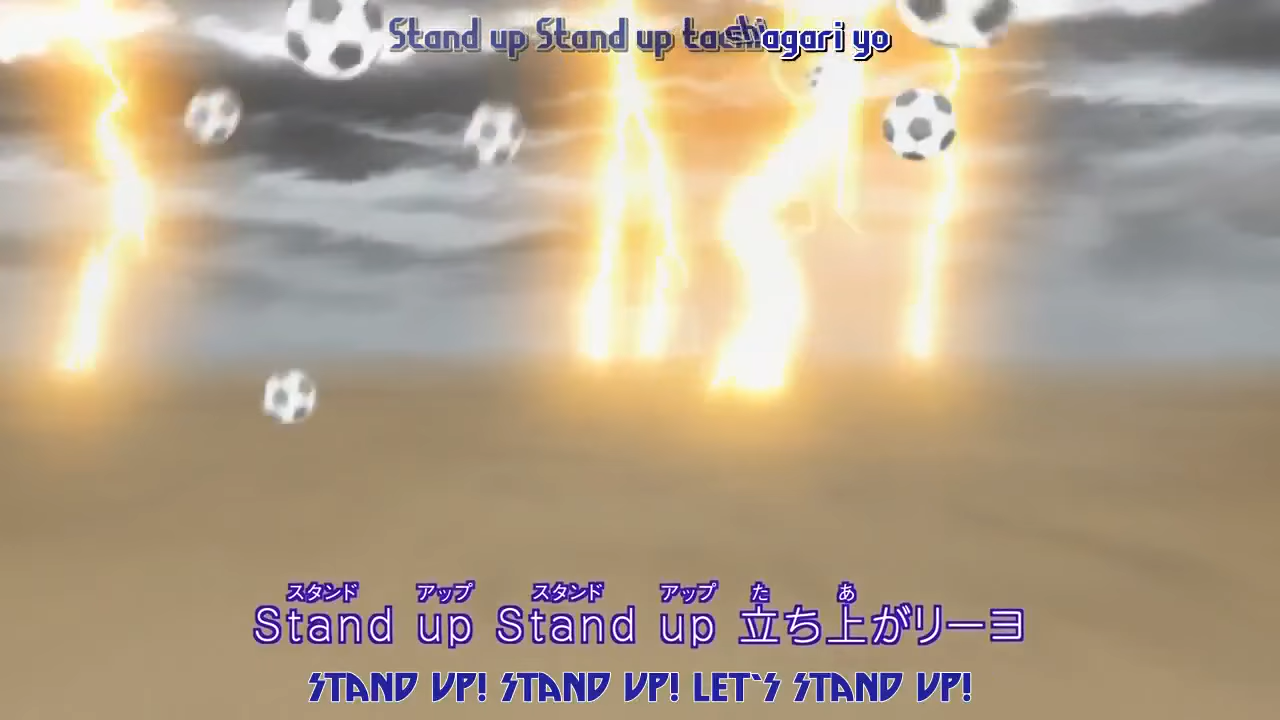 Stand up Stand up tachiagari yo
スタンド アップ スタンド アップ た あ
Stand up Stand up 立ち上がリーヨ
STAND UP! STAND UP! LET'S STAND UP!